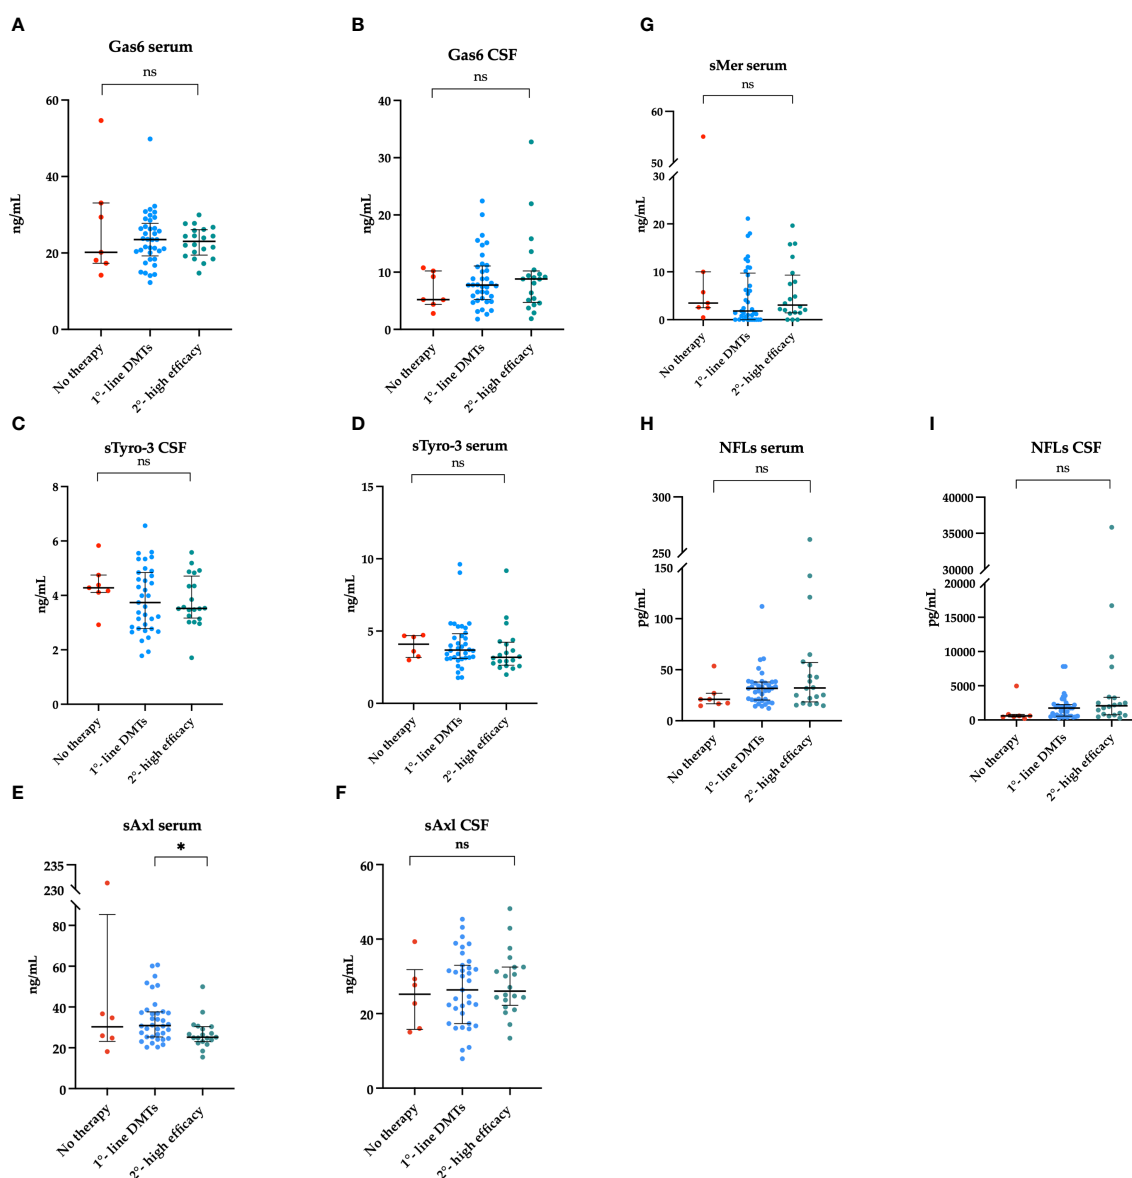 A
Gas6 serum
ns
60
40
20
0
ng/mL
No therapy
1°- line DMTs
2°- high efficacy
B
Gas6 CSF
ns
40
30
20
10
0
ng/mL
No therapy
1°- line DMTs
2°- high efficacy
G
sMer serum
ns
60
50
30
20
10
0
ng/mL
No therapy
1°- line DMTs
2°- high efficacy
C
sTyro-3 CSF
ns
8
6
4
2
0
ng/mL
No therapy
1°- line DMTs
2°- high efficacy
D
sTyro-3 serum
ns
15
10
5
0
ng/mL
No therapy
1°- line DMTs
2°- high efficacy
H
NFLs serum
ns
300
250
150
100
50
0
pg/mL
No therapy
1°- line DMTs
2°- high efficacy
I
NFLs CSF
ns
40000
35000
30000
20000
15000
10000
5000
0
pg/mL
No therapy
1°- line DMTs
2°- high efficacy
E
sAxl serum
*
235
230
80
60
40
20
0
ng/mL
No therapy
1°- line DMTs
2°- high efficacy
F
sAxl CSF
ns
60
40
20
0
ng/mL
No therapy
1°- line DMTs
2°- high efficacy